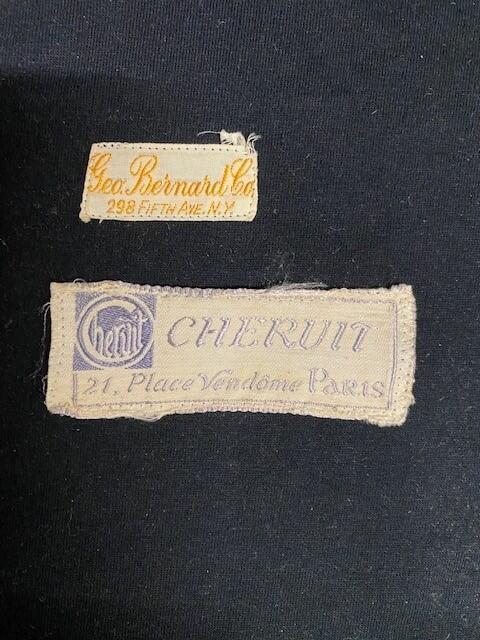 Geo. Bernard Co
298 FIFTH AVE. N.Y.
Cheruit
CHERUIT
21, Place Vendôme PARIS